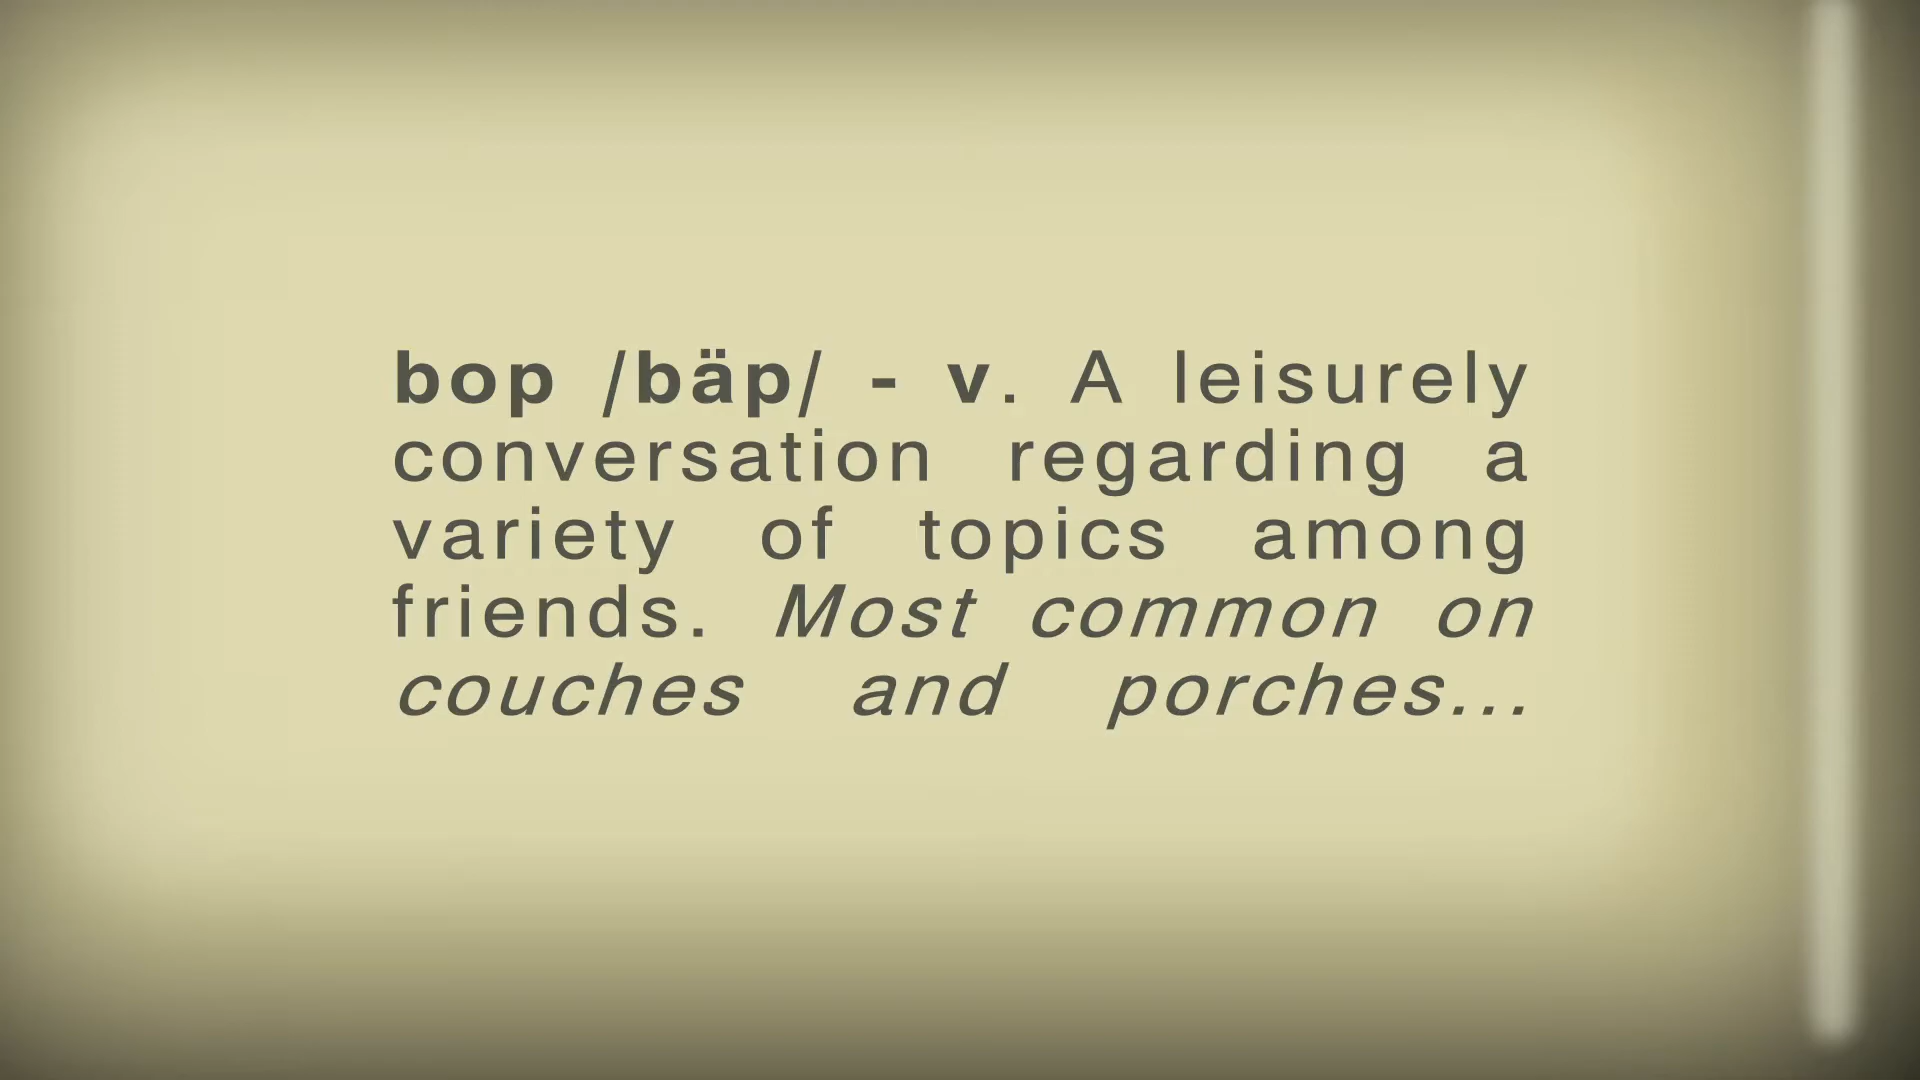 bop /bäp/ - v. A leisurely
conversation regarding a
variety of topics among
friends. Most common on
couches and porches...